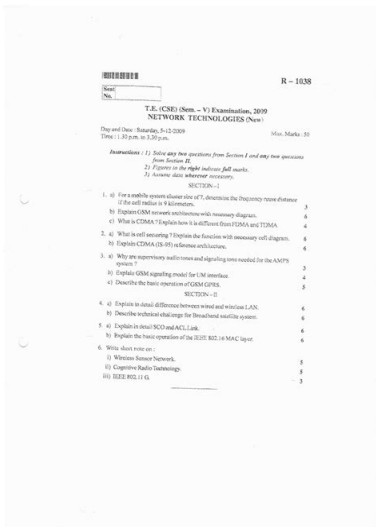 R – 1038
Seat
No.
T.E. (CSE) (Sem. – V) Examination, 2009
NETWORK TECHNOLOGIES (New)
Day and Date : Saturday, 5-12-2009
Max. Marks : 50
Time : 1.30 p.m. to 3.30 p.m.
Instructions : 1) Solve any two questions from Section I and any two questions
from Section II.
2) Figures to the right indicate full marks.
3) Assume data wherever necessary.
SECTION – I
1. a) For a mobile system cluster size of 7, determine the frequency reuse distance
if the cell radius is 9 kilometers. 3
b) Explain GSM network architecture with necessary diagram. 6
c) What is CDMA ? Explain how it is different from FDMA and TDMA. 4
2. a) What is cell sectoring ? Explain the function with necessary cell diagram. 6
b) Explain CDMA (IS-95) reference architecture. 6
3. a) Why are supervisory audio tones and signaling tone needed for the AMPS
system ? 3
b) Explain GSM signaling model for UM interface. 4
c) Describe the basic operation of GSM GPRS. 5
SECTION – II
4. a) Explain in detail difference between wired and wireless LAN. 6
b) Describe technical challenge for Broadband satellite system. 6
5. a) Explain in detail SCO and ACL Link. 6
b) Explain the basic operation of the IEEE 802.16 MAC layer. 6
6. Write short note on :
i) Wireless Sensor Network. 5
ii) Cognitive Radio Technology. 5
iii) IEEE 802.11 G. 3